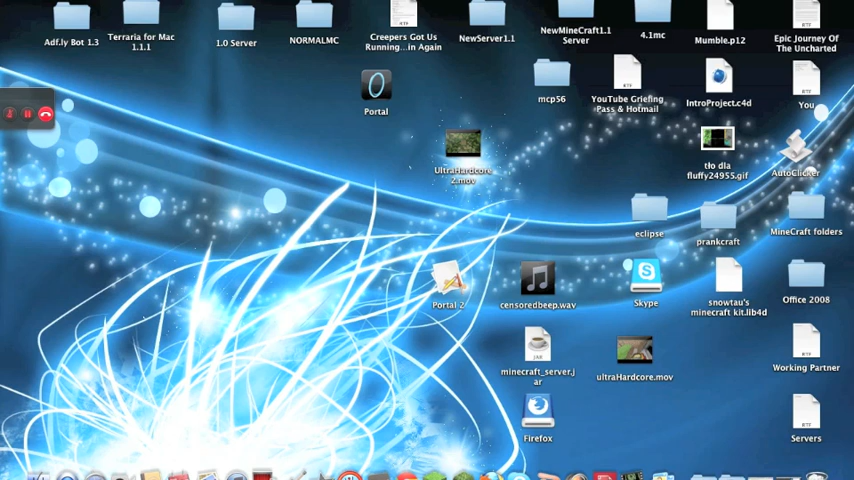 Adf.ly Bot 1.3
Terraria for Mac
1.1.1
1.0 Server
NORMALMC
Creepers Got Us
Running...in Again
NewServer1.1
NewMineCraft1.1
Server
4.1mc
Mumble.p12
Epic Journey Of
The Uncharted
Portal
mcp56
YouTube Griefing
Pass & Hotmail
IntroProject.c4d
You
UltraHardcore
2.mov
tło dla
fluffy24955.gif
AutoClicker
eclipse
prankcraft
MineCraft folders
Portal 2
censoredbeep.wav
Skype
snowtau's
minecraft kit.lib4d
Office 2008
minecraft_server.j
ar
ultraHardcore.mov
Working Partner
Firefox
Servers